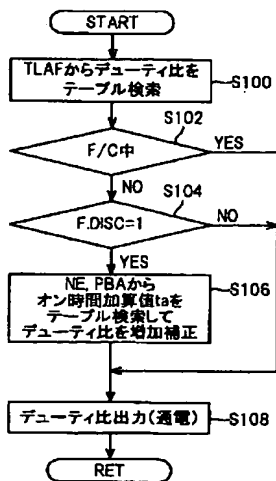 START
TLAFからデューティ比を
テーブル検索
S100
S102
F/C中
YES
NO
S104
F.DISC=1
NO
YES
NE, PBAから
オン時間加算値taを
テーブル検索して
デューティ比を増加補正
S106
デューティ比出力(通電)
S108
RET